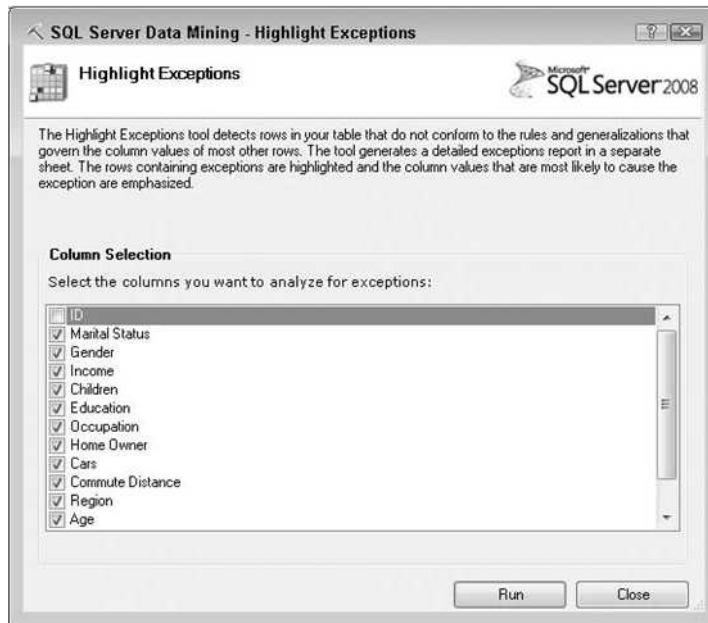 SQL Server Data Mining - Highlight Exceptions
Highlight Exceptions
Microsoft®
SQL Server 2008
The Highlight Exceptions tool detects rows in your table that do not conform to the rules and generalizations that
govern the column values of most other rows. The tool generates a detailed exceptions report in a separate
sheet. The rows containing exceptions are highlighted and the column values that are most likely to cause the
exception are emphasized.
Column Selection
Select the columns you want to analyze for exceptions:
ID
Marital Status
Gender
Income
Children
Education
Occupation
Home Owner
Cars
Commute Distance
Region
Age
Run
Close